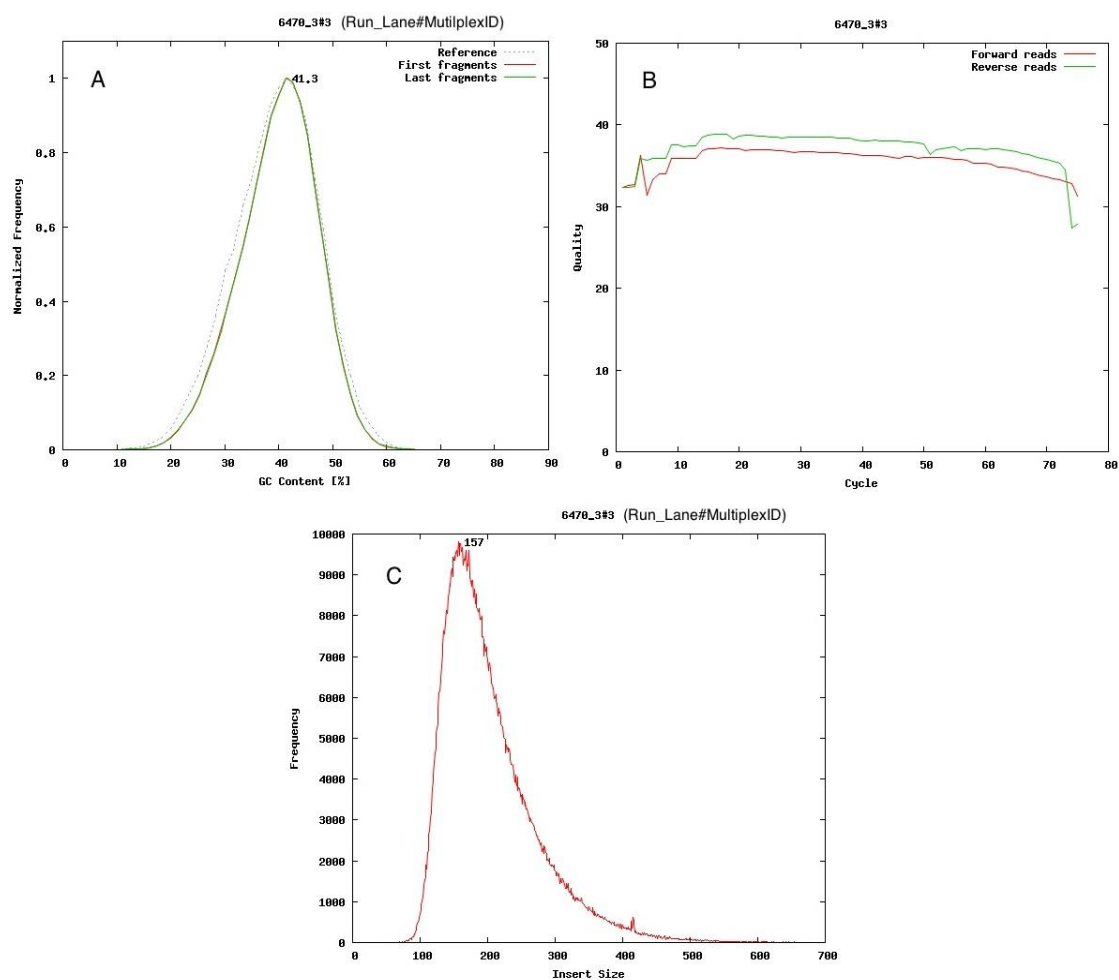 6470_3#3 (Run_Lane#MutilplexID)
A
Reference
First fragments
Last fragments
41.3
Normalized Frequency
1
0.8
0.6
0.4
0.2
0
0 10 20 30 40 50 60 70 80 90
GC Content [%]
6470_3#3
B
Forward reads
Reverse reads
Quality
50
40
30
20
10
0
0 10 20 30 40 50 60 70 80
Cycle
6470_3#3 (Run_Lane#MultiplexID)
C
157
Frequency
10000
9000
8000
7000
6000
5000
4000
3000
2000
1000
0
0 100 200 300 400 500 600 700
Insert Size